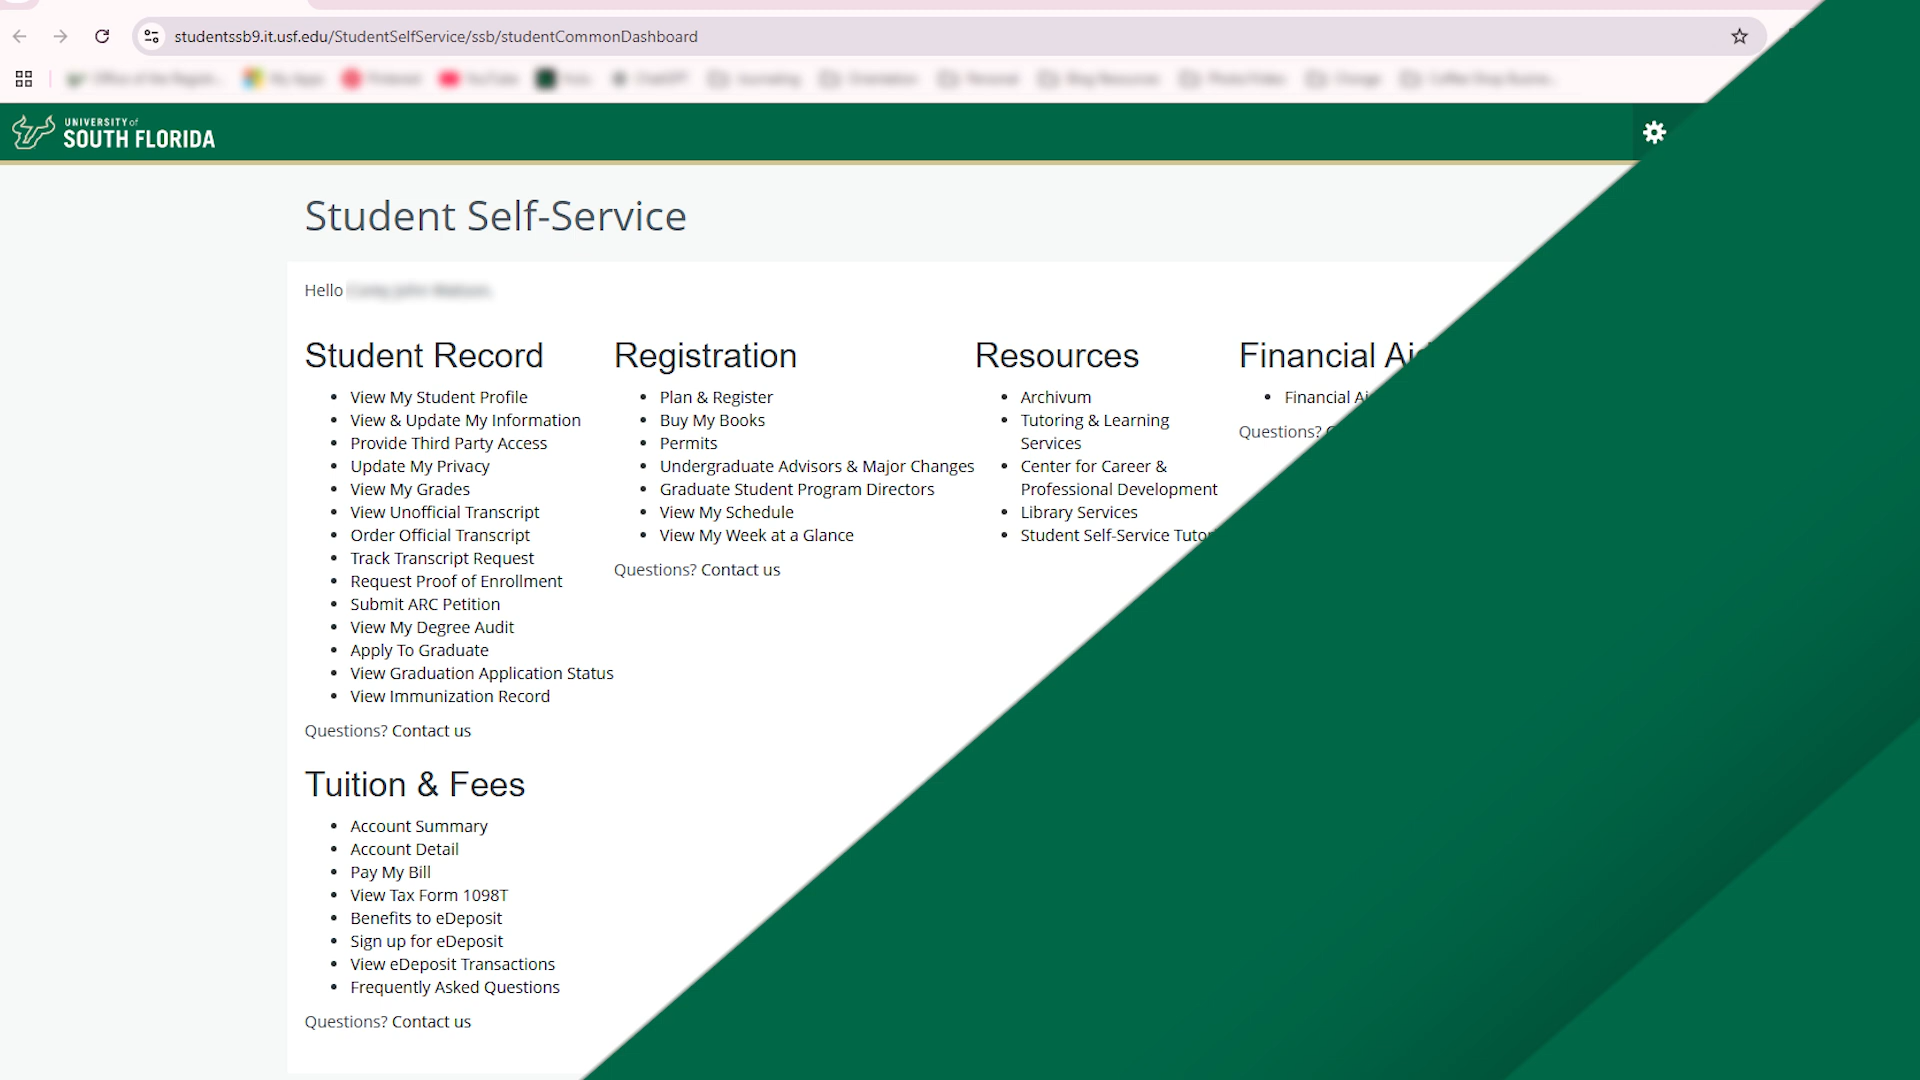 studentssb9.it.usf.edu/StudentSelfService/ssb/studentCommonDashboard
UNIVERSITY of
SOUTH FLORIDA
Student Self-Service
Hello
Student Record
View My Student Profile
View & Update My Information
Provide Third Party Access
Update My Privacy
View My Grades
View Unofficial Transcript
Order Official Transcript
Track Transcript Request
Request Proof of Enrollment
Submit ARC Petition
View My Degree Audit
Apply To Graduate
View Graduation Application Status
View Immunization Record
Questions? Contact us
Registration
Plan & Register
Buy My Books
Permits
Undergraduate Advisors & Major Changes
Graduate Student Program Directors
View My Schedule
View My Week at a Glance
Questions? Contact us
Resources
Archivum
Tutoring & Learning
Services
Center for Career &
Professional Development
Library Services
Student Self-Service
Financial
Financial
Questions?
Tuition & Fees
Account Summary
Account Detail
Pay My Bill
View Tax Form 1098T
Benefits to eDeposit
Sign up for eDeposit
View eDeposit Transactions
Frequently Asked Questions
Questions? Contact us